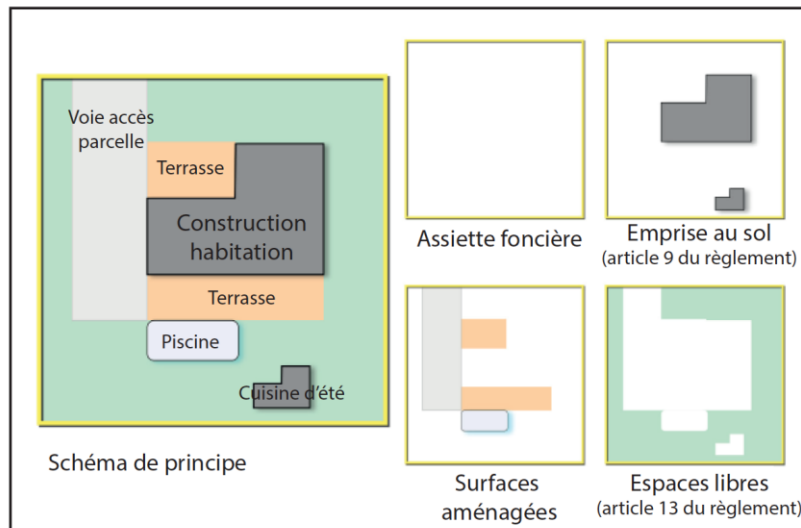 Voie accès
parcelle
Terrasse
Construction
habitation
Terrasse
Piscine
Cuisine d'été
Schéma de principe
Assiette foncière
Emprise au sol
(article 9 du règlement)
Surfaces
aménagées
Espaces libres
(article 13 du règlement)